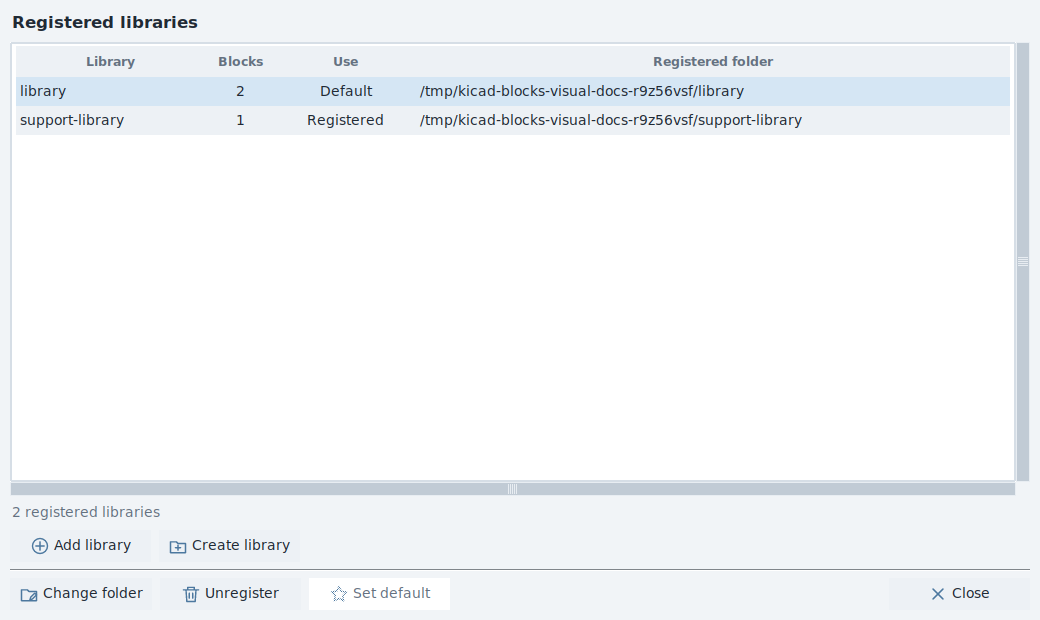 Registered libraries
Library Blocks Use Registered folder
library 2 Default /tmp/kicad-blocks-visual-docs-r9z56vsf/library
support-library 1 Registered /tmp/kicad-blocks-visual-docs-r9z56vsf/support-library
2 registered libraries
Add library Create library
Change folder Unregister Set default Close